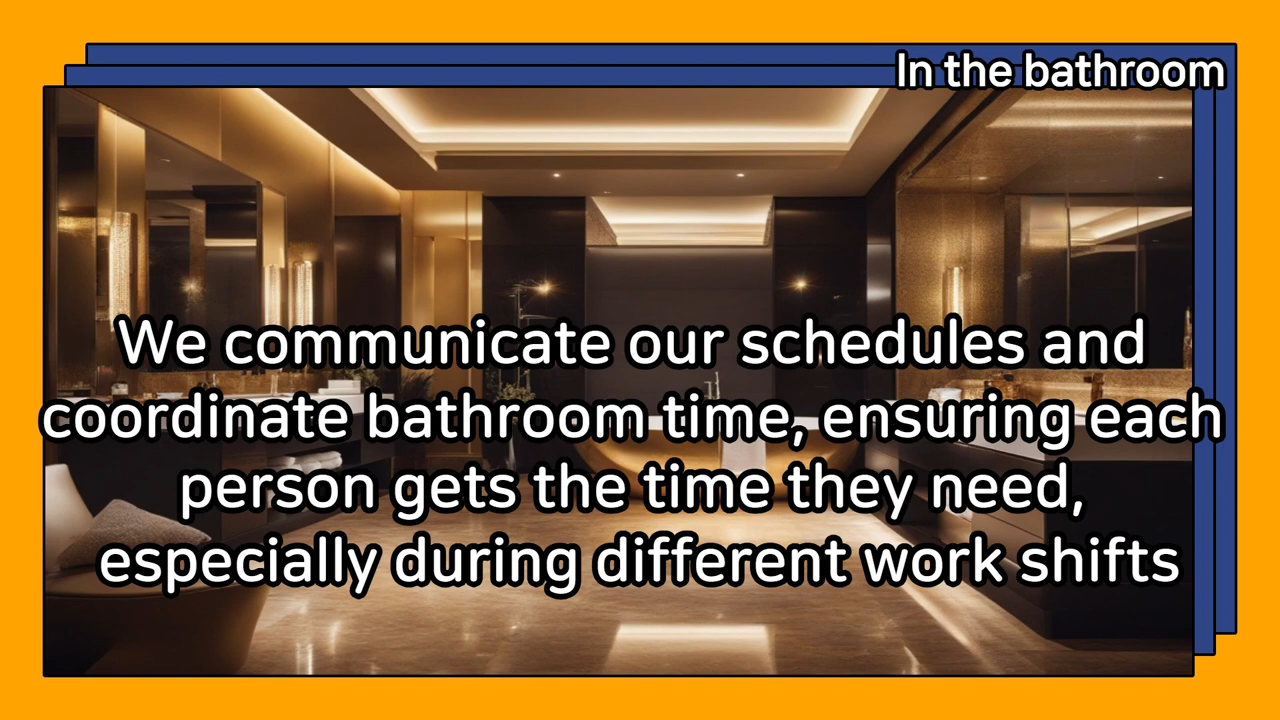 In the bathroom
We communicate our schedules and
coordinate bathroom time, ensuring each
person gets the time they need,
especially during different work shifts